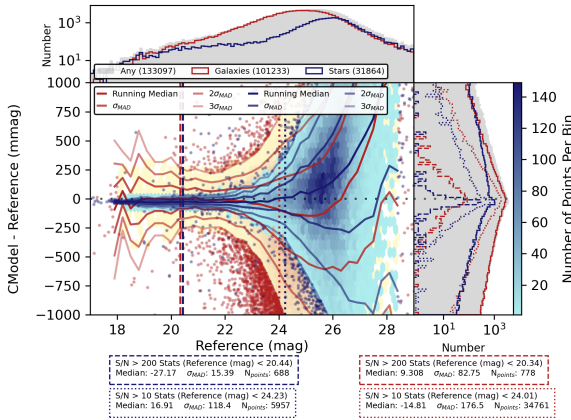 10³
10¹
Number
Any (133097) Galaxies (101233) Stars (31864)
1000
750
500
250
0
−250
−500
−750
−1000
CModel - Reference (mmag)
Running Median 2σMAD Running Median 2σMAD
σMAD 3σMAD σMAD 3σMAD
18 20 22 24 26 28
Reference (mag)
10¹ 10³
Number
140
120
100
80
60
40
20
Number of Points Per Bin
S/N > 200 Stats (Reference (mag) < 20.44)
Median: -27.17 σMAD: 15.39 Npoints: 688
S/N > 10 Stats (Reference (mag) < 24.23)
Median: 16.91 σMAD: 118.4 Npoints: 5957
S/N > 200 Stats (Reference (mag) < 20.34)
Median: 9.308 σMAD: 82.75 Npoints: 778
S/N > 10 Stats (Reference (mag) < 24.01)
Median: -14.81 σMAD: 176.5 Npoints: 34761